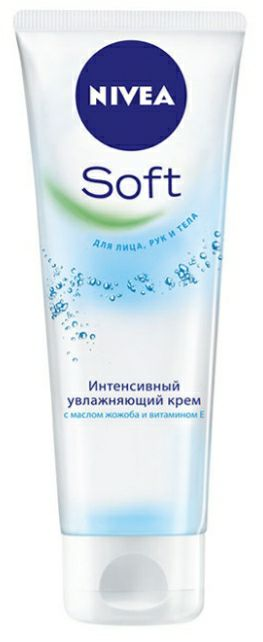 NIVEA
Soft
ДЛЯ ЛИЦА, РУК И ТЕЛА
Интенсивный
увлажняющий крем
с маслом жожоба и витамином Е